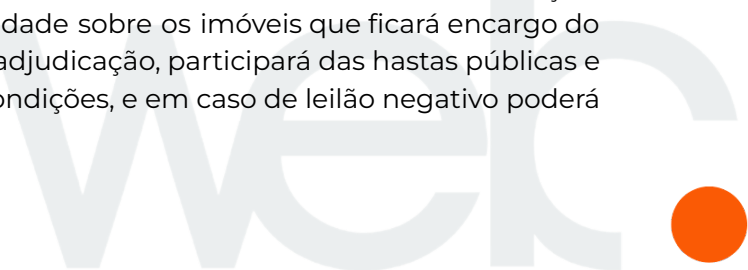 dade sobre os imóveis que ficará encargo do
adjudicação, participará das hastas públicas e
ondições, e em caso de leilão negativo poderá
web.